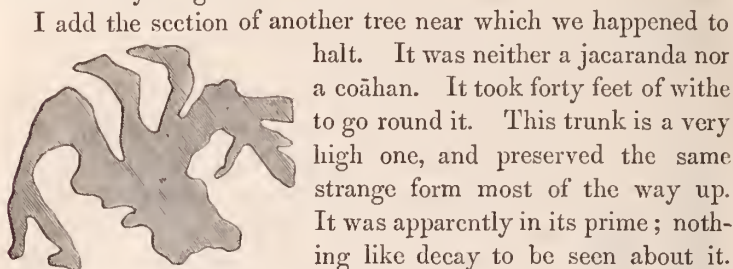 I add the section of another tree near which we happened to
halt. It was neither a jacaranda nor
a coāhan. It took forty feet of withe
to go round it. This trunk is a very
high one, and preserved the same
strange form most of the way up.
It was apparently in its prime; noth-
ing like decay to be seen about it.